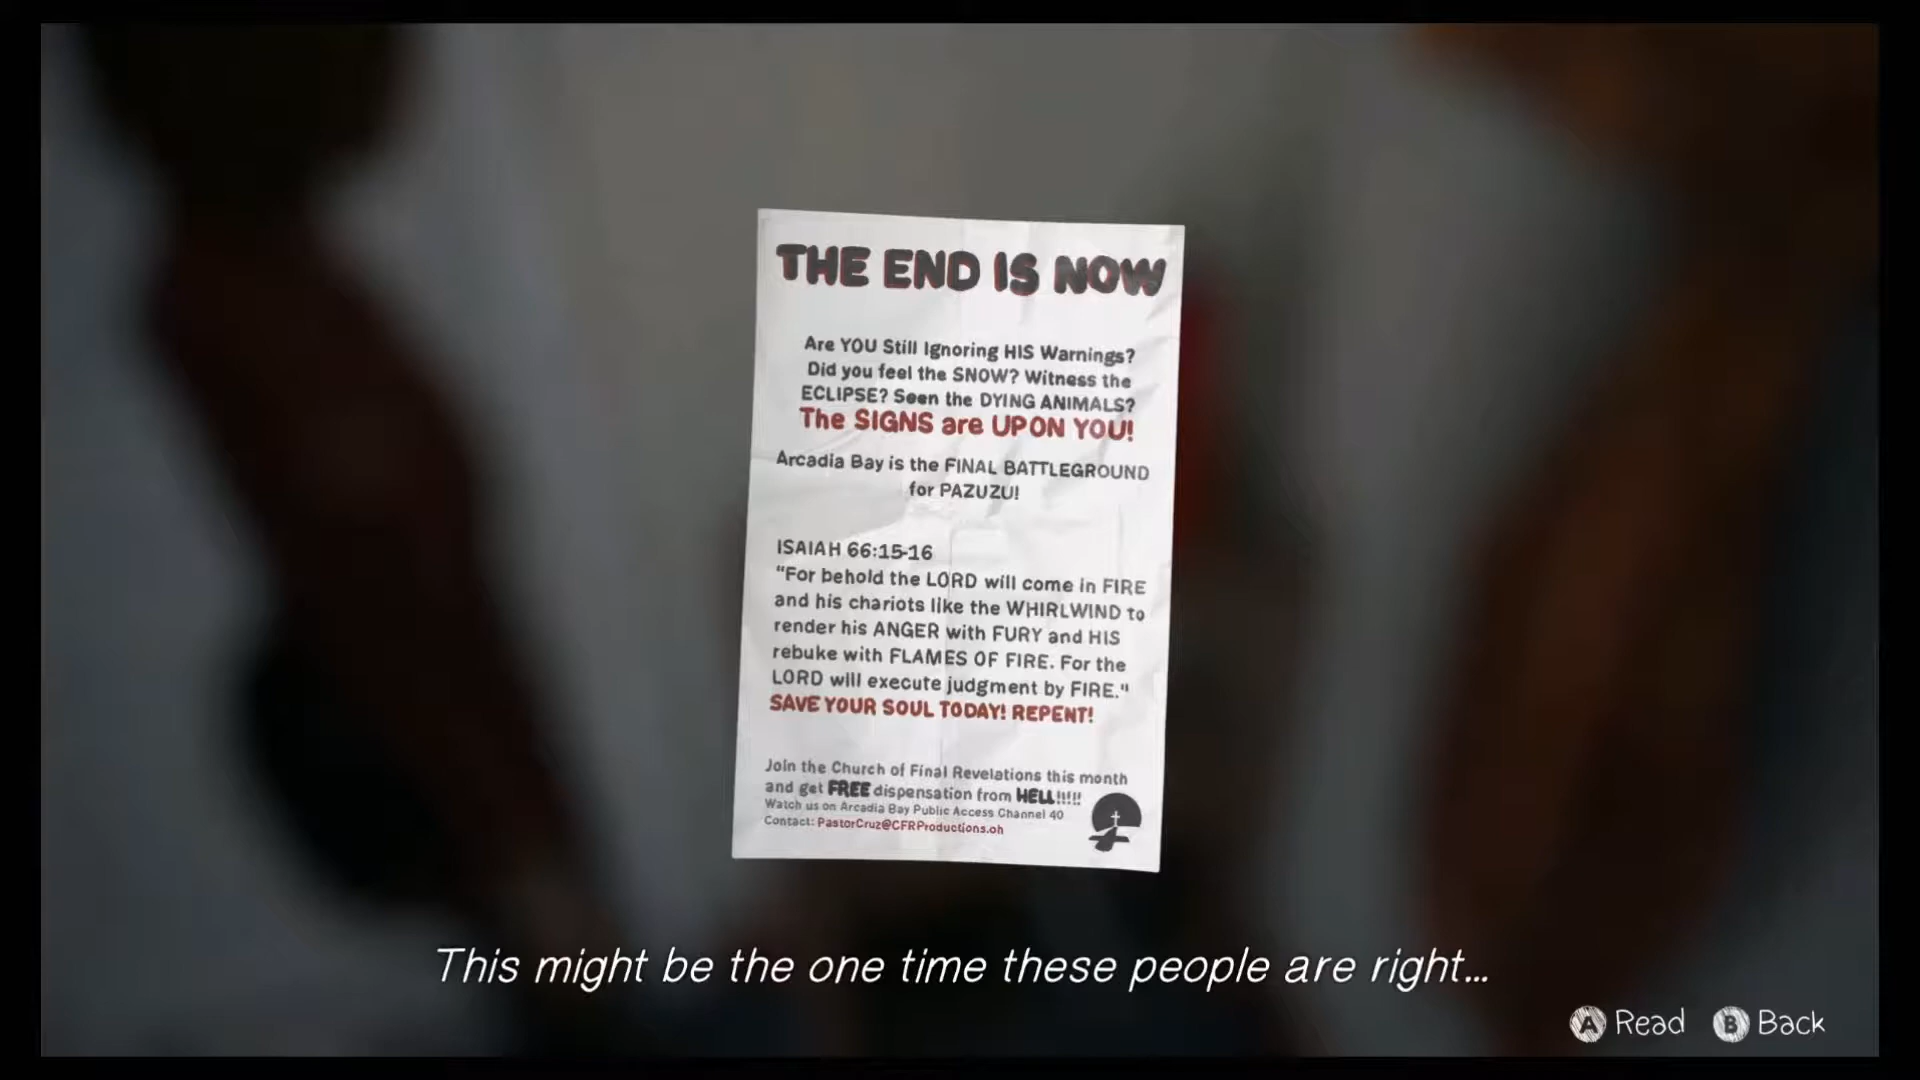 THE END IS NOW
Are YOU Still Ignoring HIS Warnings?
Did you feel the SNOW? Witness the
ECLIPSE? Seen the DYING ANIMALS?
The SIGNS are UPON YOU!
Arcadia Bay is the FINAL BATTLEGROUND
for PAZUZU!
ISAIAH 66:15-16
"For behold the LORD will come in FIRE
and his chariots like the WHIRLWIND to
render his ANGER with FURY and HIS
rebuke with FLAMES OF FIRE. For the
LORD will execute judgment by FIRE."
SAVE YOUR SOUL TODAY! REPENT!
Join the Church of Final Revelations this month
and get FREE dispensation from HELL!!!!!
Watch us on Arcadia Bay Public Access Channel 40
Contact: PastorCruz@CFRProductions.oh
This might be the one time these people are right...
A Read B Back